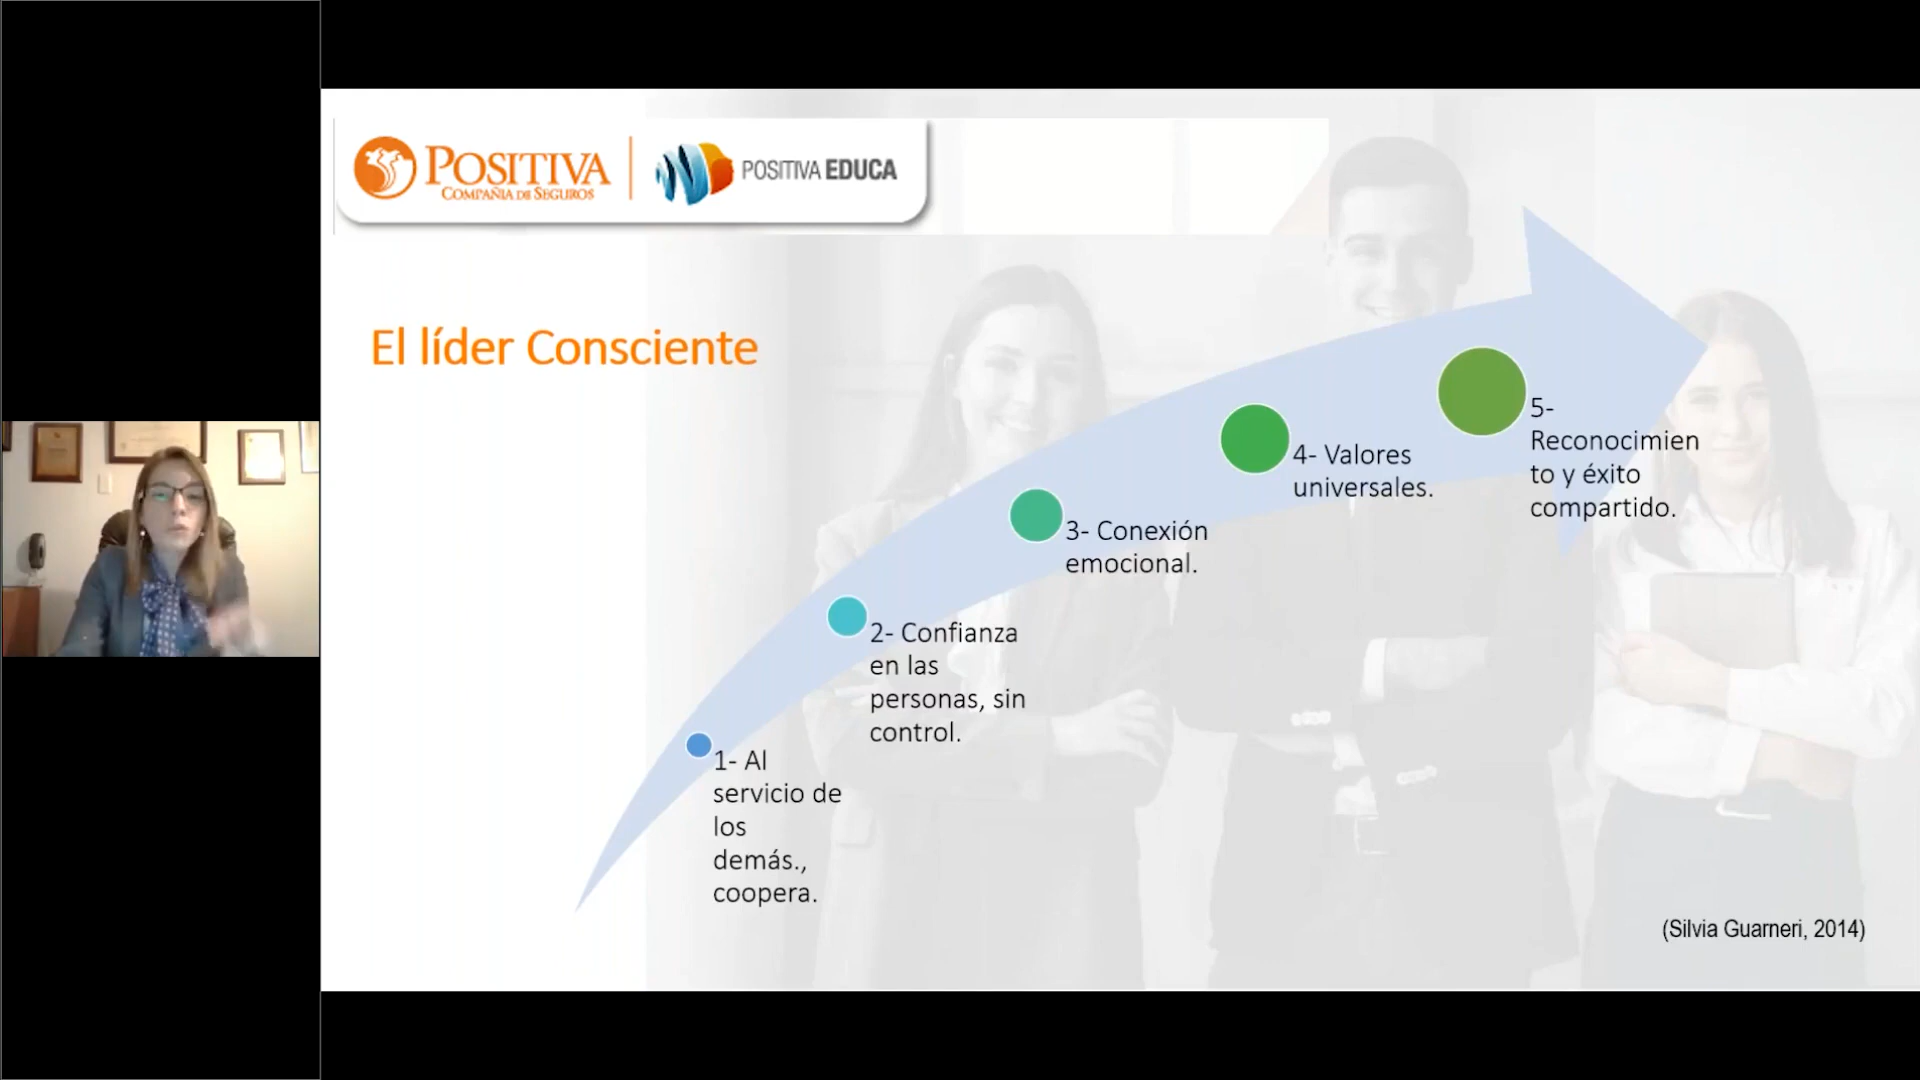 POSITIVA
COMPAÑIA DE SEGUROS
POSITIVA EDUCA
El líder Consciente
1- Al
servicio de
los
demás.,
coopera.
2- Confianza
en las
personas, sin
control.
3- Conexión
emocional.
4- Valores
universales.
5-
Reconocimien
to y éxito
compartido.
(Silvia Guarneri, 2014)